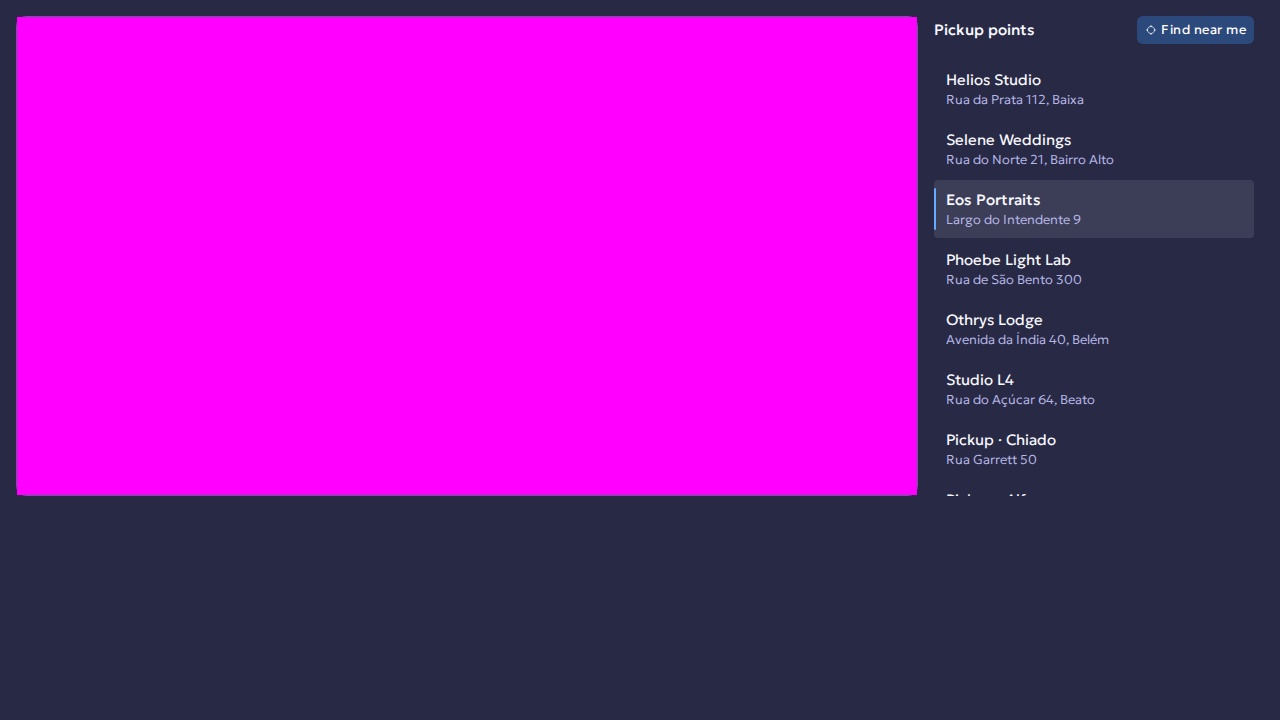 Pickup points
Find near me
Helios Studio
Rua da Prata 112, Baixa
Selene Weddings
Rua do Norte 21, Bairro Alto
Eos Portraits
Largo do Intendente 9
Phoebe Light Lab
Rua de São Bento 300
Othrys Lodge
Avenida da Índia 40, Belém
Studio L4
Rua do Açúcar 64, Beato
Pickup · Chiado
Rua Garrett 50